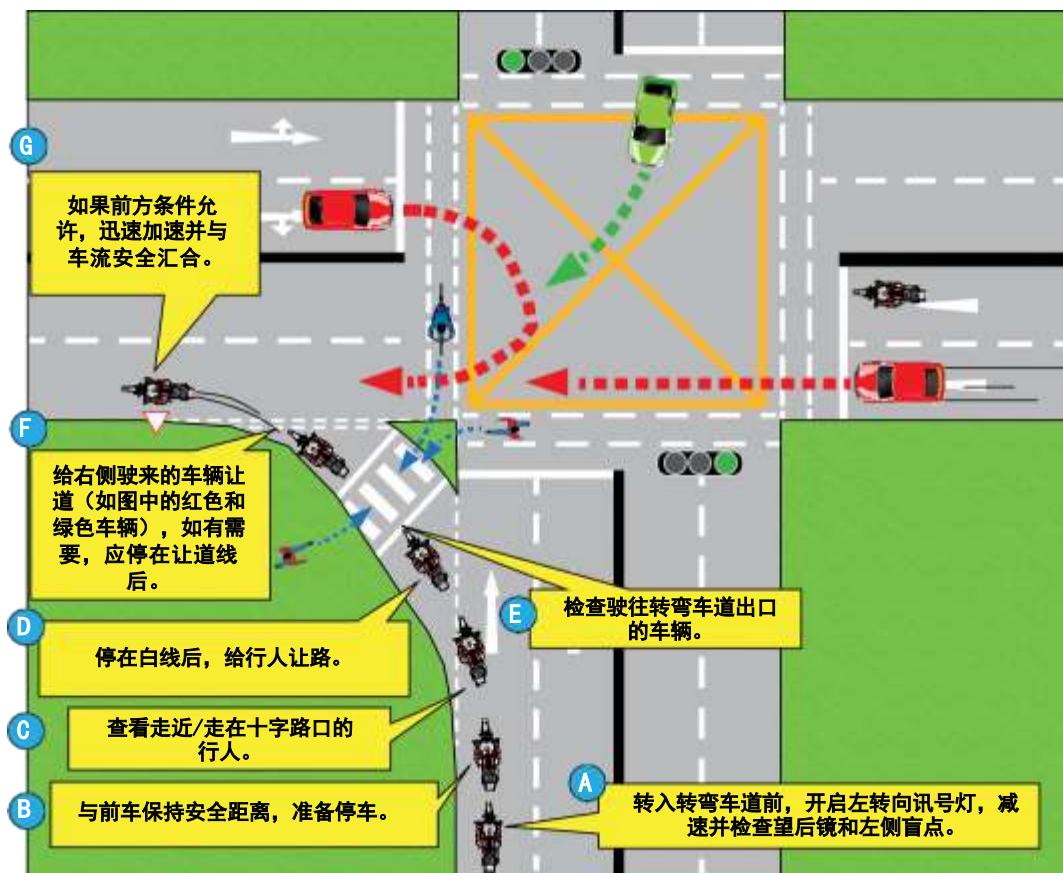 G
如果前方条件允
许，迅速加速并与
车流安全汇合。
F
给右侧驶来的车辆让
道（如图中的红色和
绿色车辆），如有需
要，应停在让道线
后。
D
停在白线后，给行人让路。
E
检查驶往转弯车道出口
的车辆。
C
查看走近/走在十字路口的
行人。
B
与前车保持安全距离，准备停车。
A
转入转弯车道前，开启左转向讯号灯，减
速并检查望后镜和左侧盲点。